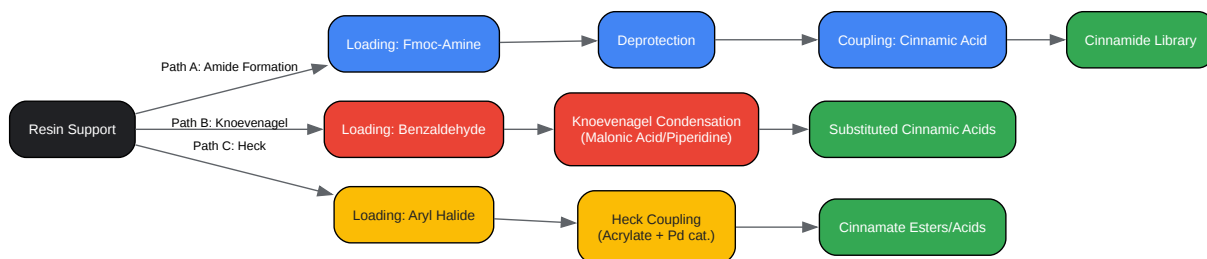 Loading: Fmoc-Amine
Deprotection
Coupling: Cinnamic Acid
Cinnamide Library
Path A: Amide Formation
Resin Support
Path B: Knoevenagel
Loading: Benzaldehyde
Knoevenagel Condensation
(Malonic Acid/Piperidine)
Substituted Cinnamic Acids
Path C: Heck
Loading: Aryl Halide
Heck Coupling
(Acrylate + Pd cat.)
Cinnamate Esters/Acids